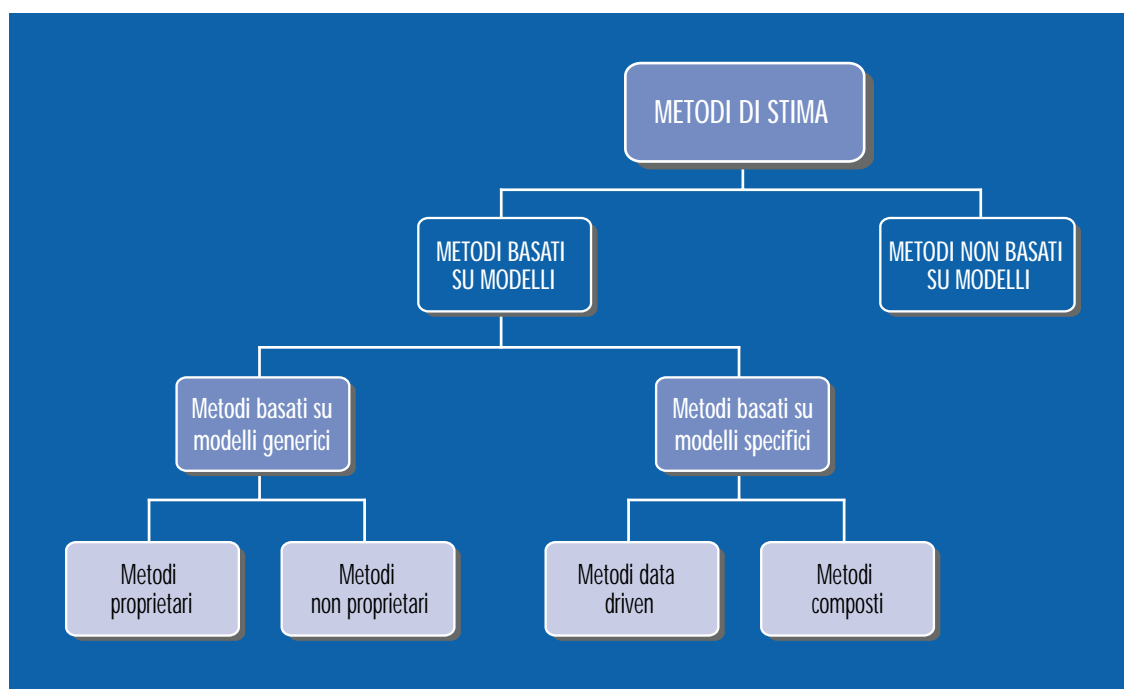 METODI DI STIMA
METODI BASATI
SU MODELLI
METODI NON BASATI
SU MODELLI
Metodi basati su
modelli generici
Metodi basati su
modelli specifici
Metodi
proprietari
Metodi
non proprietari
Metodi data
driven
Metodi
composti